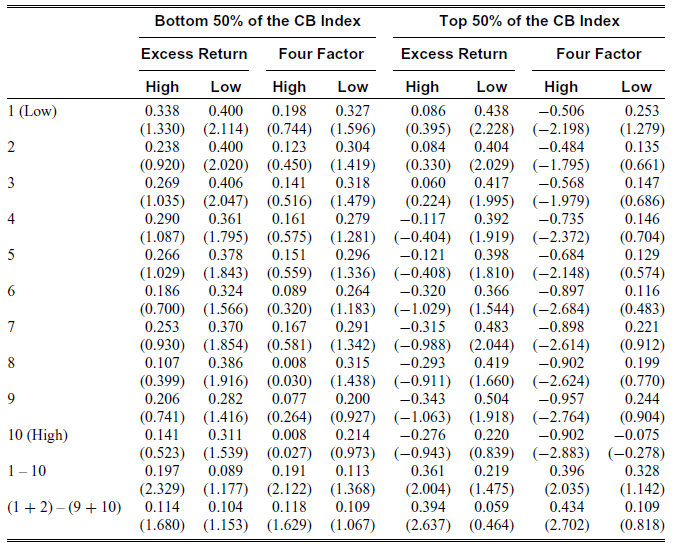 Bottom 50% of the CB Index Top 50% of the CB Index
Excess Return Four Factor Excess Return Four Factor
High Low High Low High Low High Low
1 (Low) 0.338 0.400 0.198 0.327 0.086 0.438 −0.506 0.253
(1.330) (2.114) (0.744) (1.596) (0.395) (2.228) (−2.198) (1.279)
2 0.238 0.400 0.123 0.304 0.084 0.404 −0.484 0.135
(0.920) (2.020) (0.450) (1.419) (0.330) (2.029) (−1.795) (0.661)
3 0.269 0.406 0.141 0.318 0.060 0.417 −0.568 0.147
(1.035) (2.047) (0.516) (1.479) (0.224) (1.995) (−1.979) (0.686)
4 0.290 0.361 0.161 0.279 −0.117 0.392 −0.735 0.146
(1.087) (1.795) (0.575) (1.281) (−0.404) (1.919) (−2.372) (0.704)
5 0.266 0.378 0.151 0.296 −0.121 0.398 −0.684 0.129
(1.029) (1.843) (0.559) (1.336) (−0.408) (1.810) (−2.148) (0.574)
6 0.186 0.324 0.089 0.264 −0.320 0.366 −0.897 0.116
(0.700) (1.566) (0.320) (1.183) (−1.029) (1.544) (−2.684) (0.483)
7 0.253 0.370 0.167 0.291 −0.315 0.483 −0.898 0.221
(0.930) (1.854) (0.581) (1.342) (−0.988) (2.044) (−2.614) (0.912)
8 0.107 0.386 0.008 0.315 −0.293 0.419 −0.902 0.199
(0.399) (1.916) (0.030) (1.438) (−0.911) (1.660) (−2.624) (0.770)
9 0.206 0.282 0.077 0.200 −0.343 0.504 −0.957 0.244
(0.741) (1.416) (0.264) (0.927) (−1.063) (1.918) (−2.764) (0.904)
10 (High) 0.141 0.311 0.008 0.214 −0.276 0.220 −0.902 −0.075
(0.523) (1.539) (0.027) (0.973) (−0.943) (0.839) (−2.883) (−0.278)
1 – 10 0.197 0.089 0.191 0.113 0.361 0.219 0.396 0.328
(2.329) (1.177) (2.122) (1.368) (2.004) (1.475) (2.035) (1.142)
(1 + 2) – (9 + 10) 0.114 0.104 0.118 0.109 0.394 0.059 0.434 0.109
(1.680) (1.153) (1.629) (1.067) (2.637) (0.464) (2.702) (0.818)